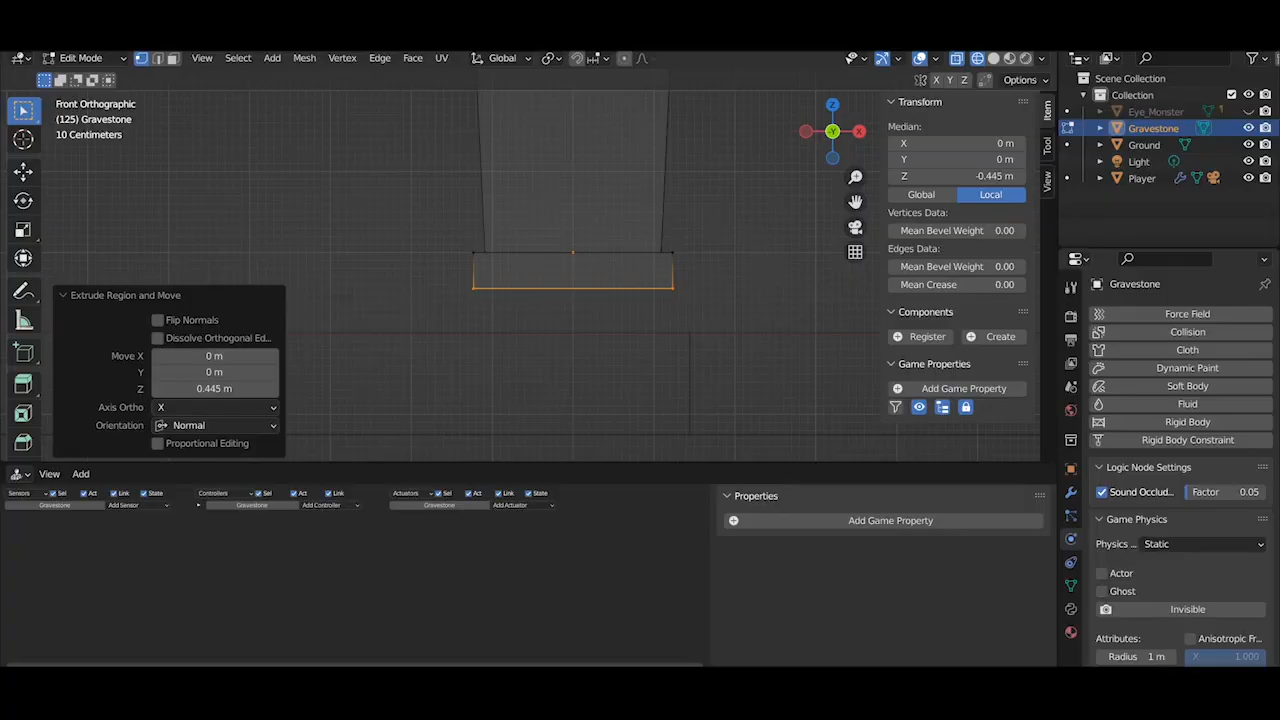 Edit Mode View Select Add Mesh Vertex Edge Face UV Global
X Y Z Options
Front Orthographic
(125) Gravestone
10 Centimeters
Z
X
-Y
Extrude Region and Move
Flip Normals
Dissolve Orthogonal Ed...
Move X 0 m
Y 0 m
Z 0.445 m
Axis Ortho X
Orientation Normal
Proportional Editing
Transform
Median:
X 0 m
Y 0 m
Z -0.445 m
Global Local
Vertices Data:
Mean Bevel Weight 0.00
Edges Data:
Mean Bevel Weight 0.00
Mean Crease 0.00
Components
Register Create
Game Properties
Add Game Property
Item
Tool
View
Scene Collection
Collection
Eye_Monster
Gravestone
Ground
Light
Player
Gravestone
Force Field
Collision
Cloth
Dynamic Paint
Soft Body
Fluid
Rigid Body
Rigid Body Constraint
Logic Node Settings
Sound Occlud... Factor 0.05
Game Physics
Physics ... Static
Actor
Ghost
Invisible
Attributes: Anisotropic Fr...
Radius 1 m X 1.000
View Add
Sensors Sel Act Link State Controllers Sel Act Link Actuators Sel Act Link State
Gravestone Add Sensor Gravestone Add Controller Gravestone Add Actuator
Properties
Add Game Property